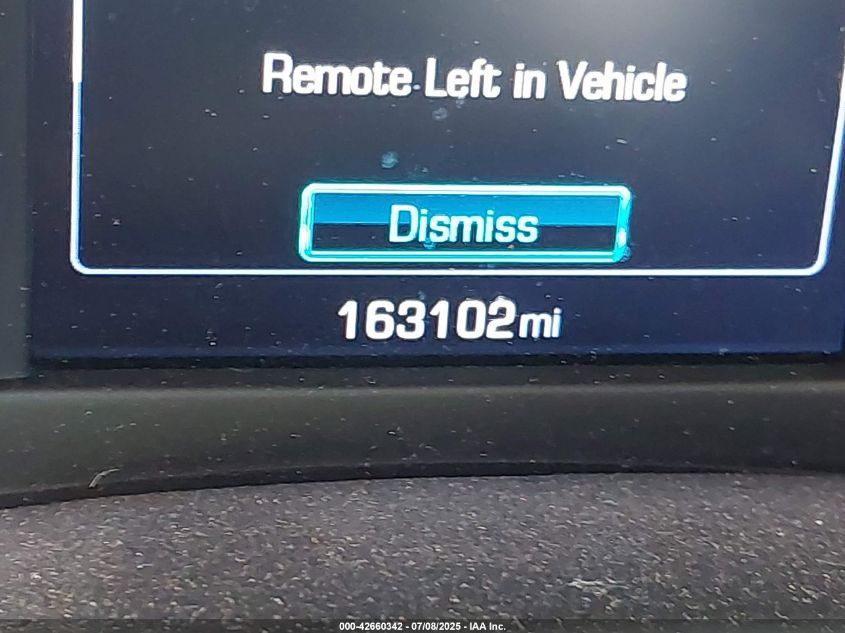 Remote Left in Vehicle
Dismiss
163102mi
000-42660342 - 07/08/2025 - IAA Inc.